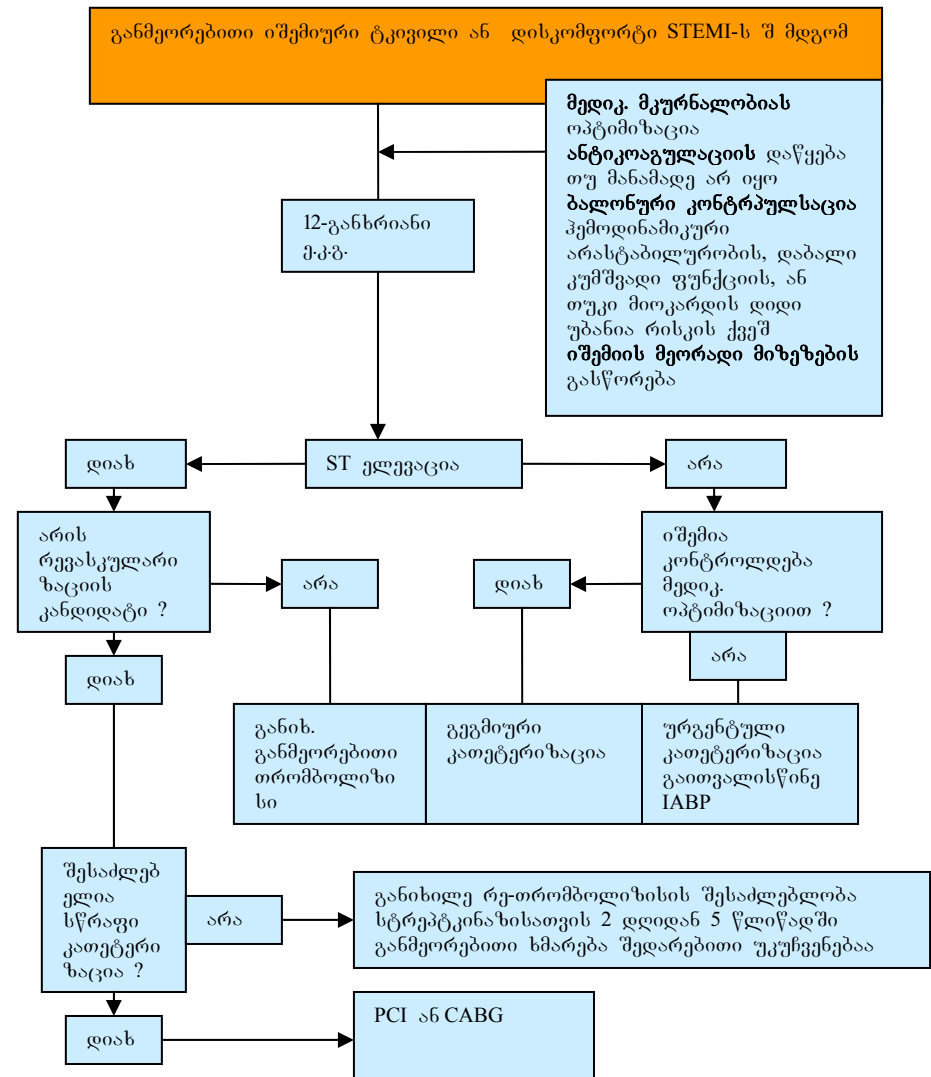 განმეორებითი იშემიური ტკივილი ან დისკომფორტი STEMI-ს შ მდგომ
მედიკ. მკურნალობიას
ოპტიმიზაცია
ანტიკოაგულაციის დაწყება
თუ მანამადე არ იყო
ბალონური კონტრპულსაცია
ჰემოდინამიკური
არასტაბილურობის, დაბალი
კუმშვადი ფუნქციის, ან
თუკი მიოკარდის დიდი
უბანია რისკის ქვეშ
იშემიის მეორადი მიზეზების
გასწორება
12-განხრიანი
ე.კ.გ.
დიახ
ST ელევაცია
არა
არის
რევასკულარი
ზაციის
კანდიდატი ?
არა
დიახ
იშემია
კონტროლდება
მედიკ.
ოპტიმიზაციით ?
დიახ
არა
განიხ.
განმეორებითი
თრომბოლიზი
სი
გეგმიური
კათეტერიზაცია
ურგენტული
კათეტერიზაცია
გაითვალისწინე
IABP
შესაძლებ
ელია
სწრაფი
კათეტერი
ზაცია ?
არა
განიხილე რე-თრომბოლიზისის შესაძლებლობა
სტრეპტკინაზისათვის 2 დღიდან 5 წლიწადში
განმეორებითი ხმარება შედარებითი უკუჩვენებაა
დიახ
PCI ან CABG